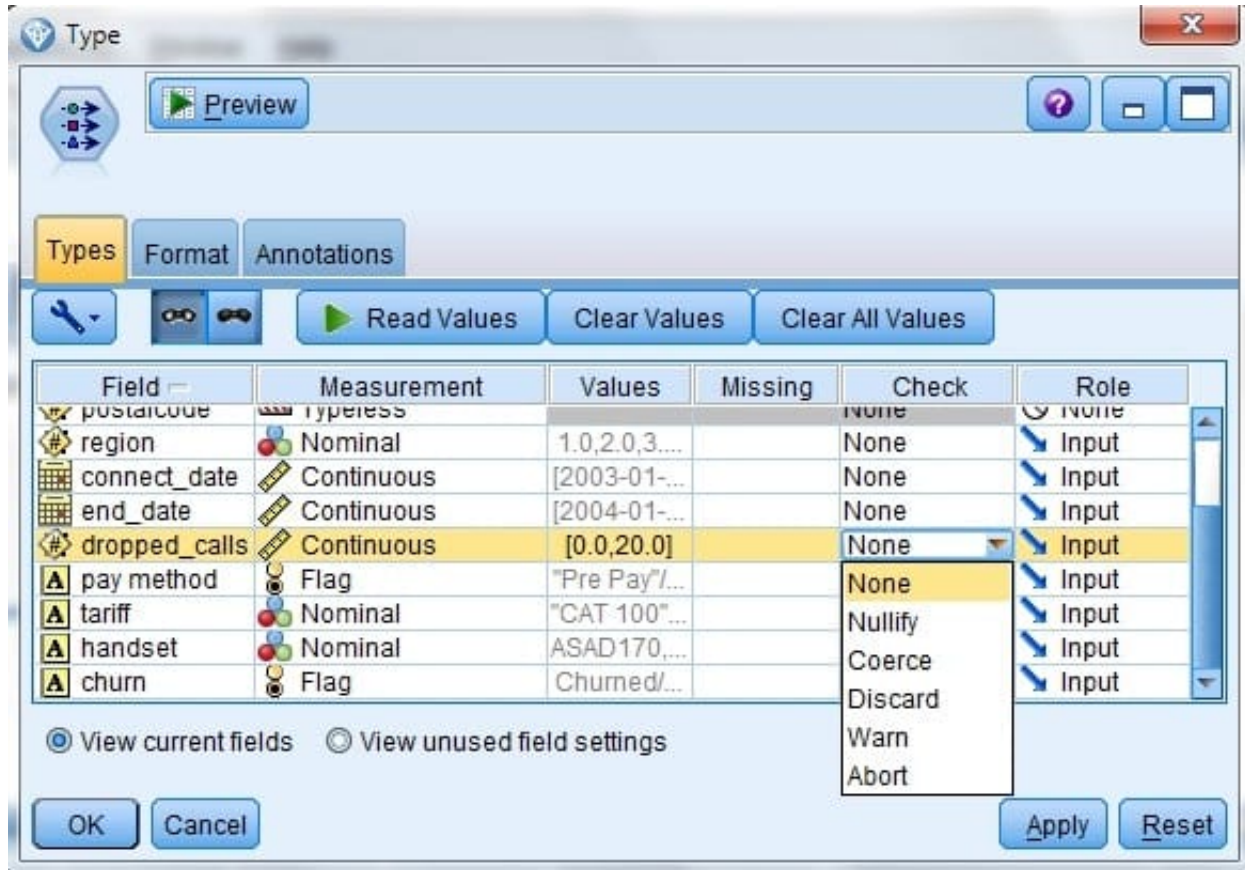 Type
Preview
Types Format Annotations
Read Values Clear Values Clear All Values
Field Measurement Values Missing Check Role
postalcode Typeless None None
# region Nominal 1.0,2.0,3.... None Input
connect_date Continuous [2003-01-... None Input
end_date Continuous [2004-01-... None Input
# dropped_calls Continuous [0.0,20.0] None Input
A pay method Flag "Pre Pay"/... None Input
A tariff Nominal "CAT 100"... Nullify Input
A handset Nominal ASAD170,... Coerce Input
A churn Flag Churned/... Discard Input
View current fields View unused field settings Warn
Abort
OK Cancel Apply Reset